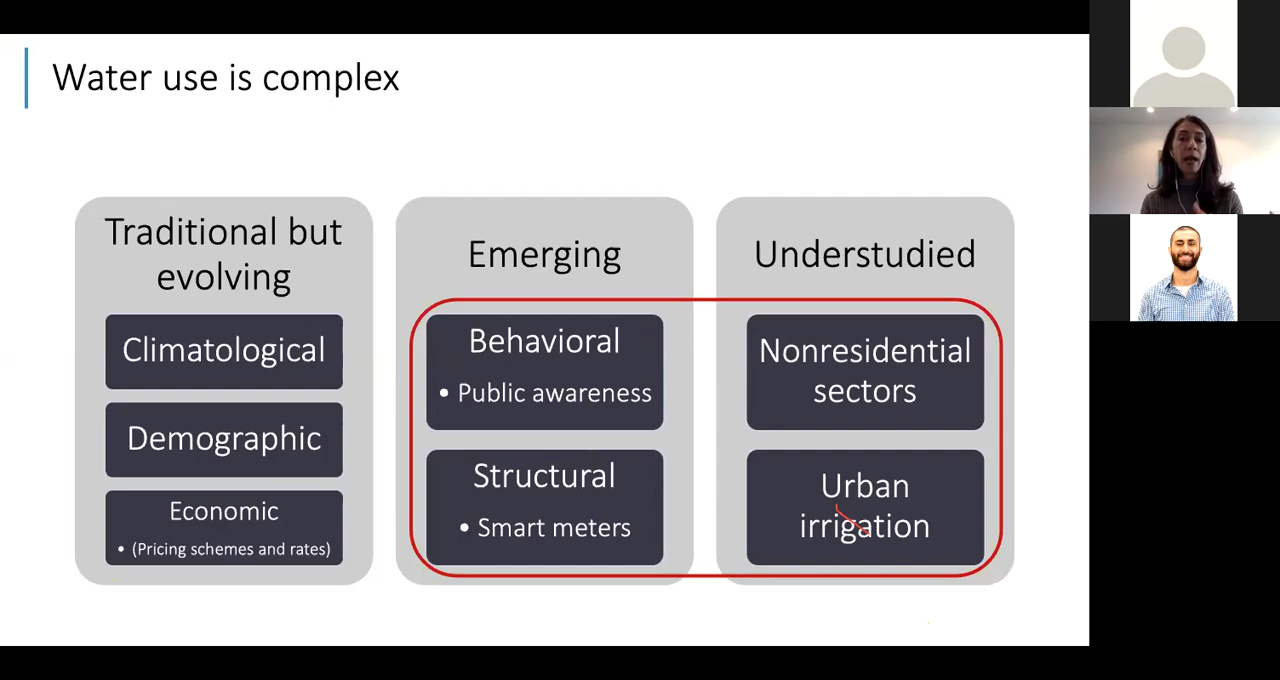 Water use is complex
Traditional but
evolving
Climatological
Demographic
Economic
• (Pricing schemes and rates)
Emerging
Behavioral
• Public awareness
Structural
• Smart meters
Understudied
Nonresidential
sectors
Urban
irrigation